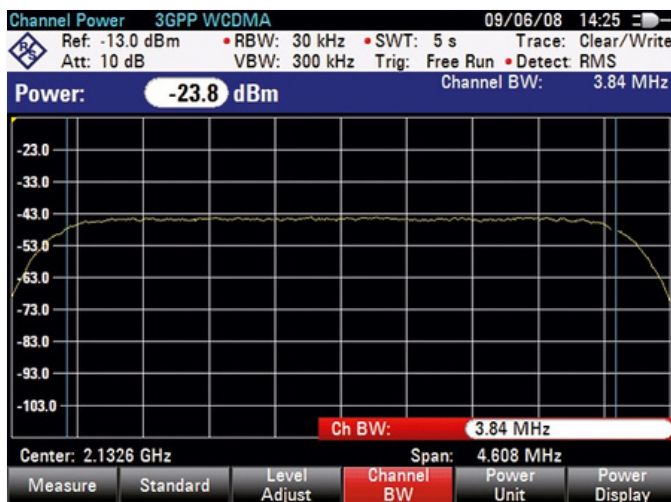 Channel Power 3GPP WCDMA 09/06/08 14:25
R&S Ref: -13.0 dBm • RBW: 30 kHz • SWT: 5 s Trace: Clear/Write
Att: 10 dB VBW: 300 kHz Trig: Free Run • Detect: RMS
Power: -23.8 dBm Channel BW: 3.84 MHz
-23.0
-33.0
-43.0
-53.0
-63.0
-73.0
-83.0
-93.0
-103.0
Ch BW: 3.84 MHz
Center: 2.1326 GHz Span: 4.608 MHz
Measure Standard Level Adjust Channel BW Power Unit Power Display